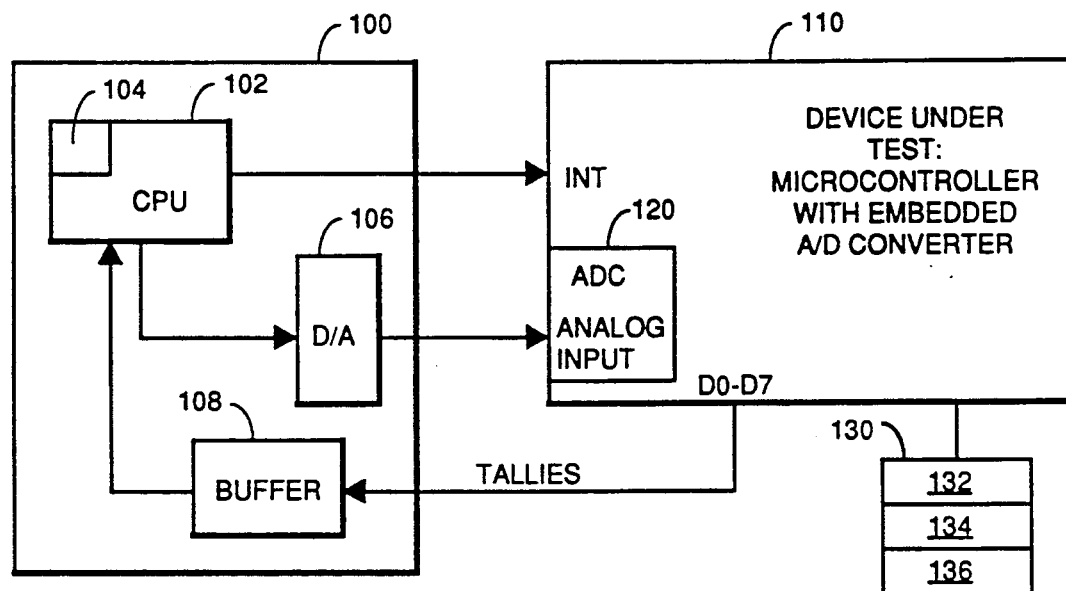 100
110
104
102
DEVICE UNDER
TEST:
MICROCONTROLLER
WITH EMBEDDED
A/D CONVERTER
CPU
INT
106
120
D/A
ADC
ANALOG
INPUT
D0-D7
108
BUFFER
TALLIES
130
132
134
136